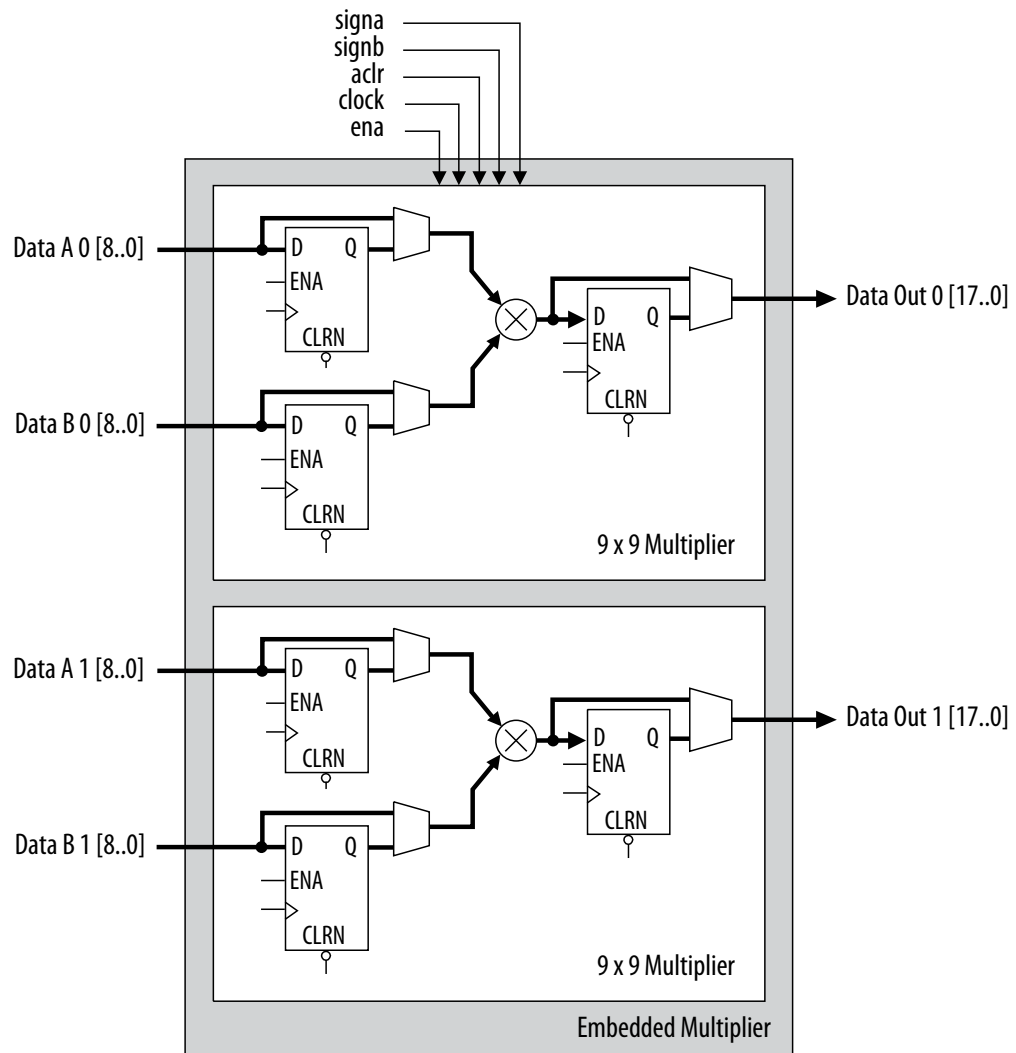 signa
signb
aclr
clock
ena
Data A 0 [8..0]
D Q
ENA
CLRN
Data B 0 [8..0]
D Q
ENA
CLRN
D Q
ENA
CLRN
Data Out 0 [17..0]
9 x 9 Multiplier
Data A 1 [8..0]
D Q
ENA
CLRN
Data B 1 [8..0]
D Q
ENA
CLRN
D Q
ENA
CLRN
Data Out 1 [17..0]
9 x 9 Multiplier
Embedded Multiplier